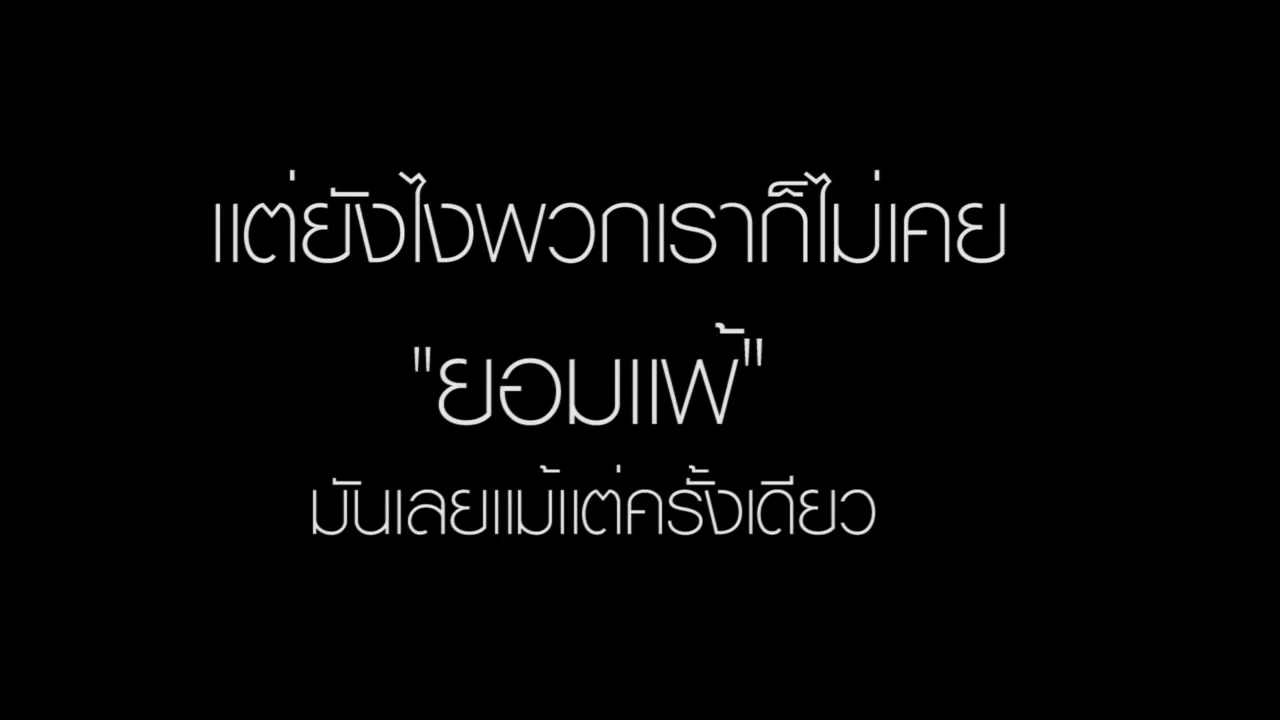 แต่ยังไงพวกเราก็ไม่เคย
"ยอมแพ้"
มันเลยแม้แต่ครั้งเดียว